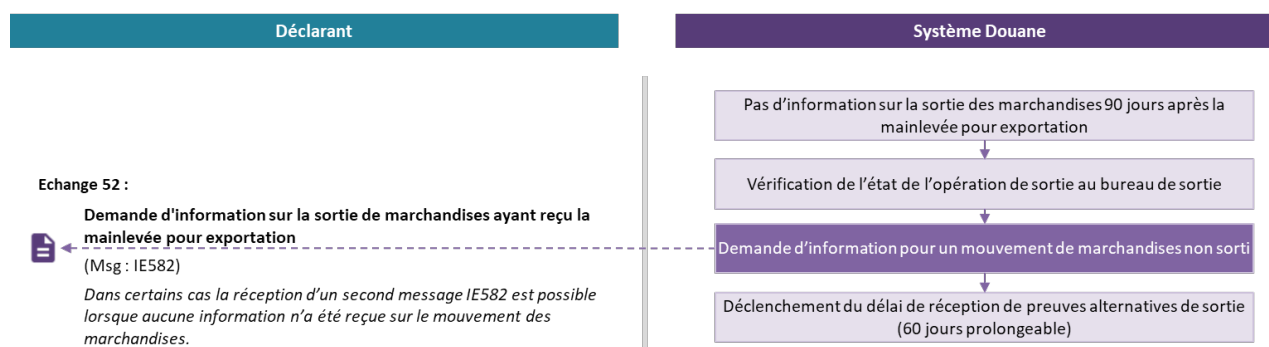 Déclarant
Système Douane
Pas d’information sur la sortie des marchandises 90 jours après la
mainlevée pour exportation
Vérification de l’état de l’opération de sortie au bureau de sortie
Echange 52 :
Demande d'information sur la sortie de marchandises ayant reçu la
mainlevée pour exportation
(Msg : IE582)
Dans certains cas la réception d’un second message IE582 est possible
lorsque aucune information n’a été reçue sur le mouvement des
marchandises.
Demande d’information pour un mouvement de marchandises non sorti
Déclenchement du délai de réception de preuves alternatives de sortie
(60 jours prolongeable)